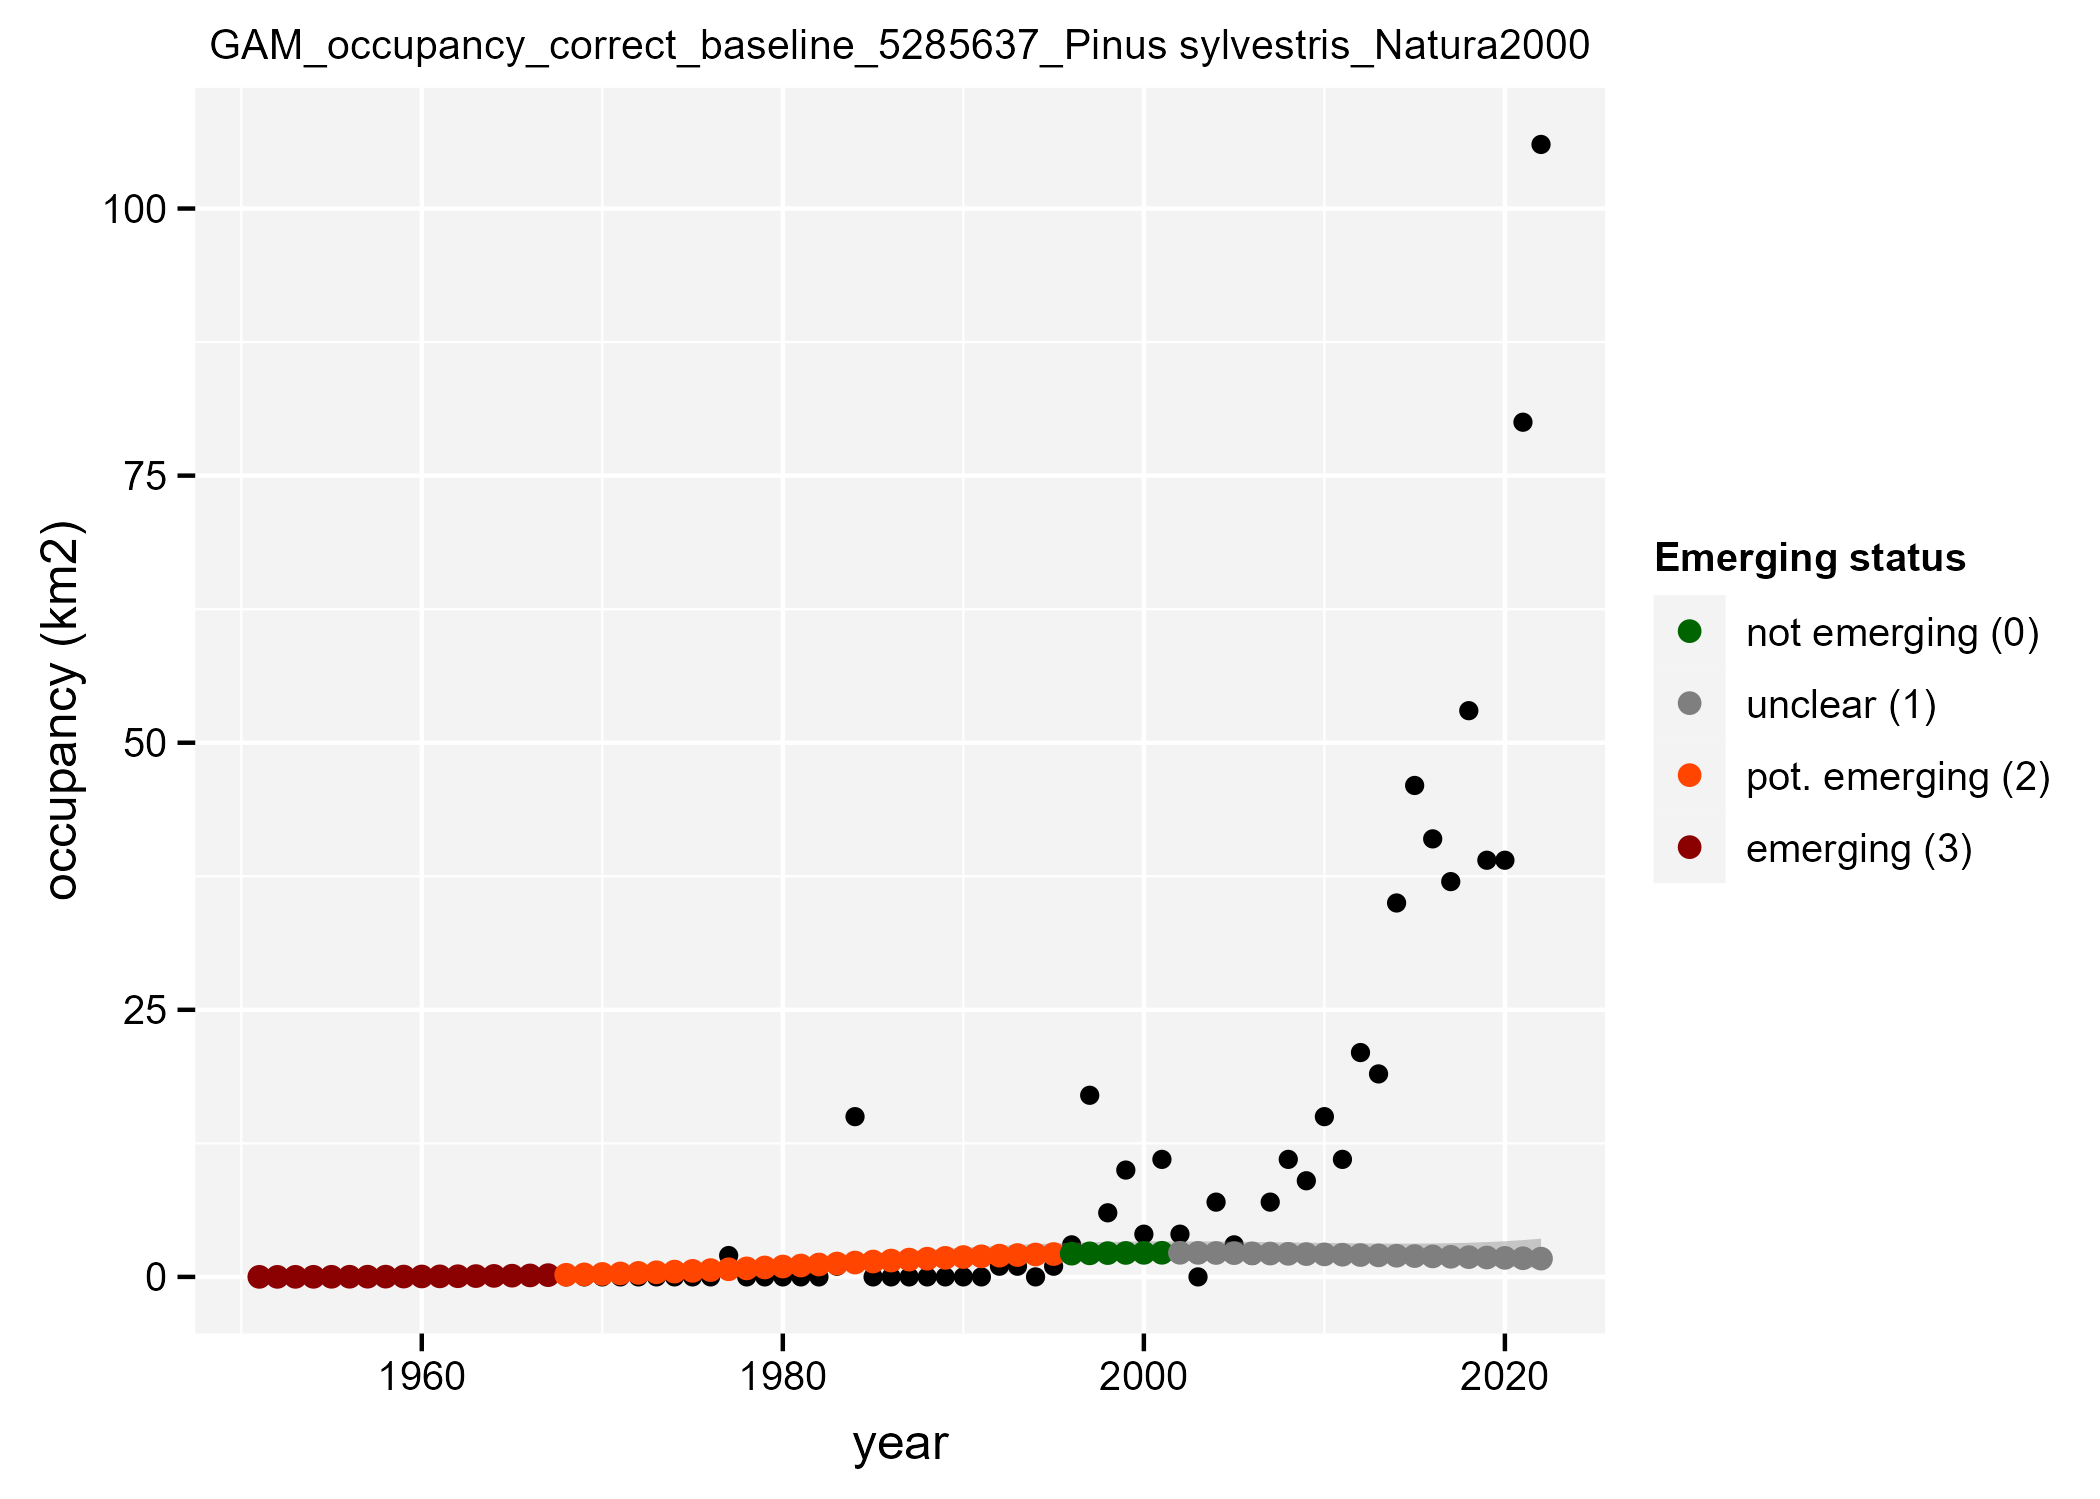 GAM_occupancy_correct_baseline_5285637_Pinus sylvestris_Natura2000
100
75
50
25
0
occupancy (km2)
1960
1980
2000
2020
year
Emerging status
not emerging (0)
unclear (1)
pot. emerging (2)
emerging (3)